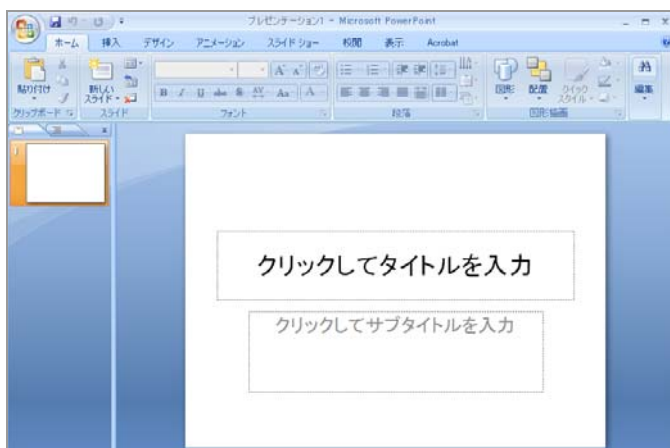 プレゼンテーション1 - Microsoft PowerPoint
ホーム 挿入 デザイン アニメーション スライド ショー 校閲 表示 Acrobat
貼り付け 新しい スライド 図形 配置 クイック スタイル 編集
B I U abc S AV Aa A
クリップボード スライド フォント 段落 図形描画
1
クリックしてタイトルを入力
クリックしてサブタイトルを入力